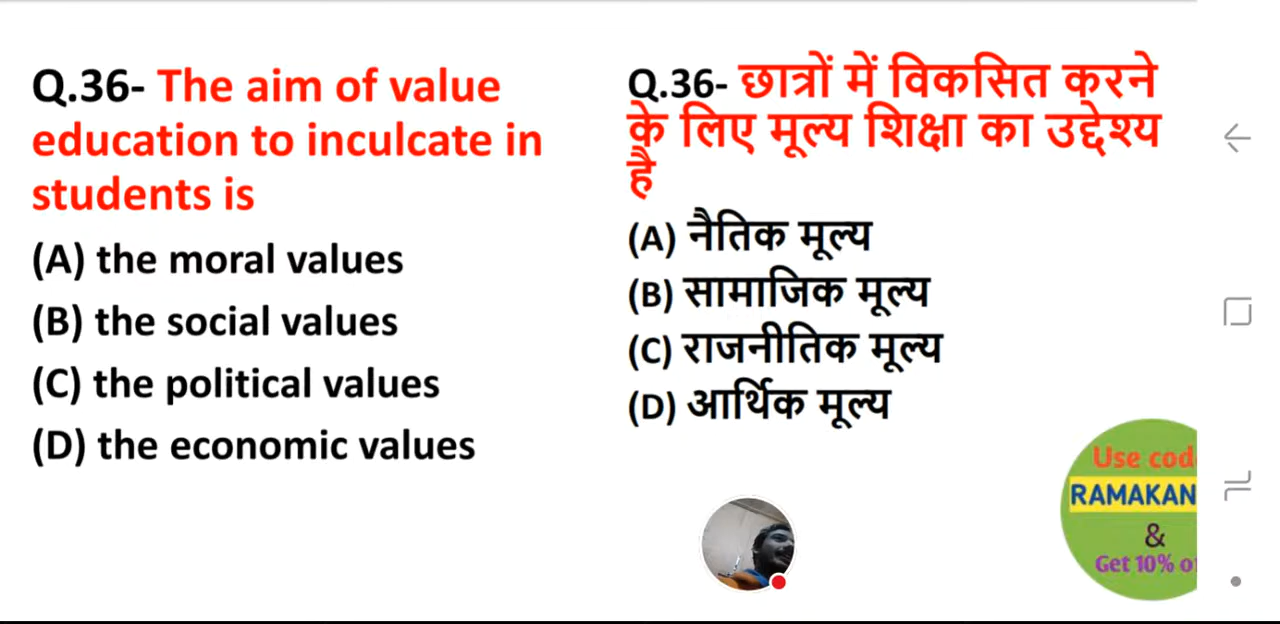 Q.36- The aim of value
education to inculcate in
students is
(A) the moral values
(B) the social values
(C) the political values
(D) the economic values
Q.36- छात्रों में विकसित करने
के लिए मूल्य शिक्षा का उद्देश्य
है
(A) नैतिक मूल्य
(B) सामाजिक मूल्य
(C) राजनीतिक मूल्य
(D) आर्थिक मूल्य
Use cod
RAMAKAN
&
Get 10% o